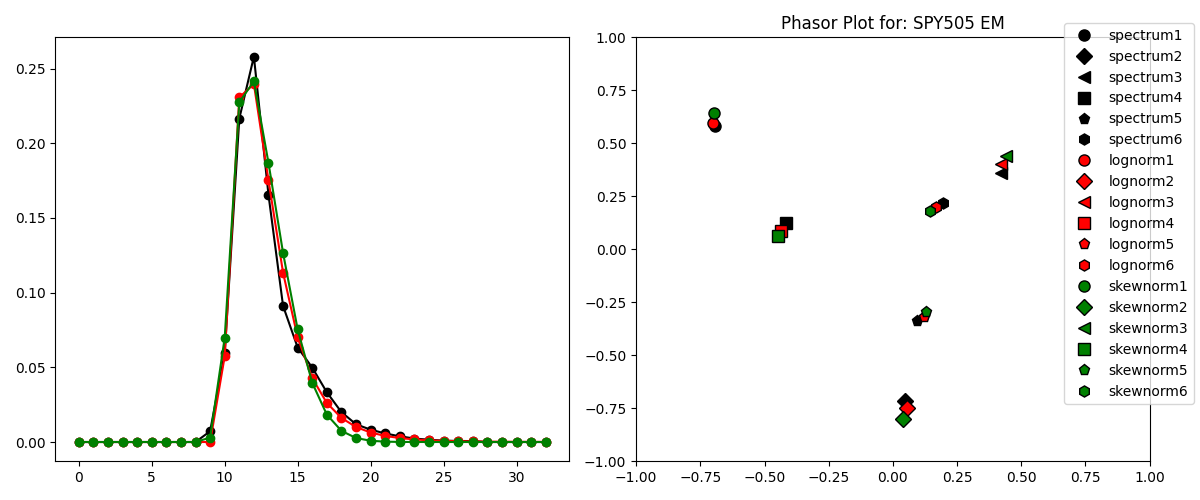 Phasor Plot for: SPY505 EM
0.25
0.20
0.15
0.10
0.05
0.00
0
5
10
15
20
25
30
1.00
0.75
0.50
0.25
0.00
−0.25
−0.50
−0.75
−1.00
−1.00
−0.75
−0.50
−0.25
0.00
0.25
0.50
0.75
1.00
spectrum1
spectrum2
spectrum3
spectrum4
spectrum5
spectrum6
lognorm1
lognorm2
lognorm3
lognorm4
lognorm5
lognorm6
skewnorm1
skewnorm2
skewnorm3
skewnorm4
skewnorm5
skewnorm6